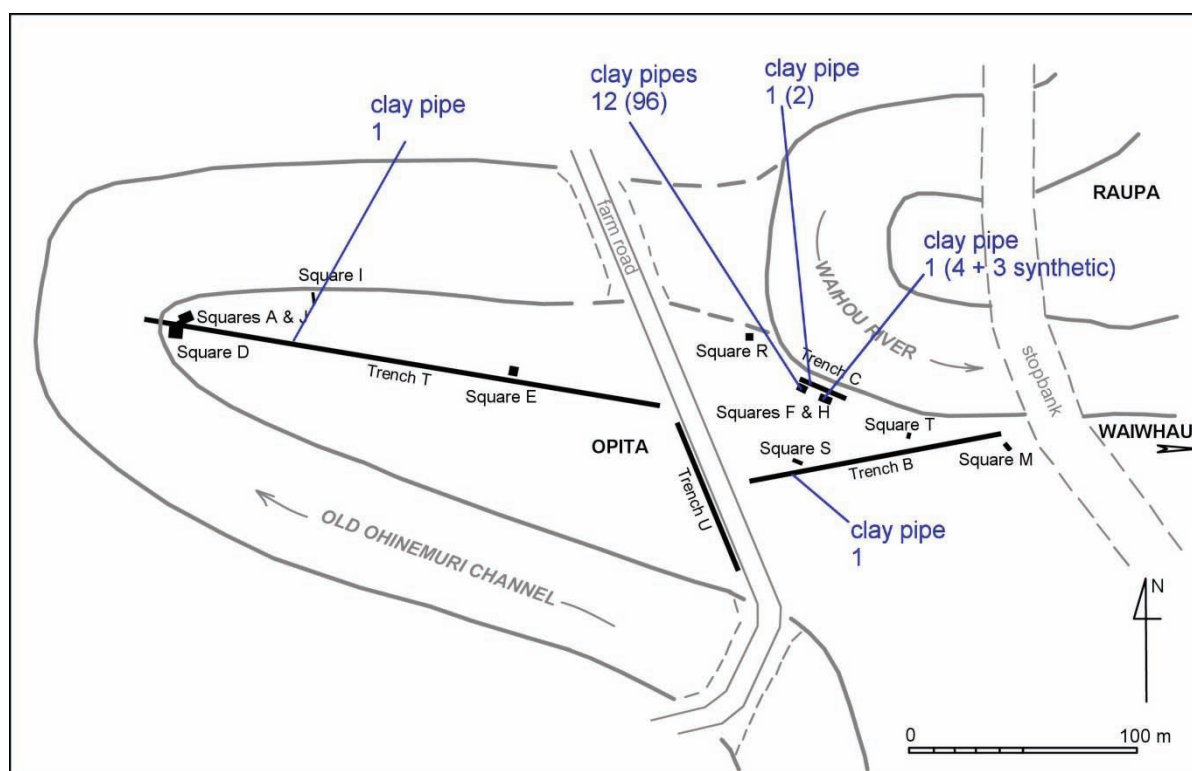 clay pipe
1
clay pipes
12 (96)
clay pipe
1 (2)
RAUPA
clay pipe
1 (4 + 3 synthetic)
farm road
WAIHOU RIVER
stopbank
Square I
Squares A & J
Square D
Trench T
Square E
Square R
Trench C
Squares F & H
Square T
WAIWHAU
OPITA
Square S
Trench B
Square M
Trench U
clay pipe
1
OLD OHINEMURI CHANNEL
N
0
100 m